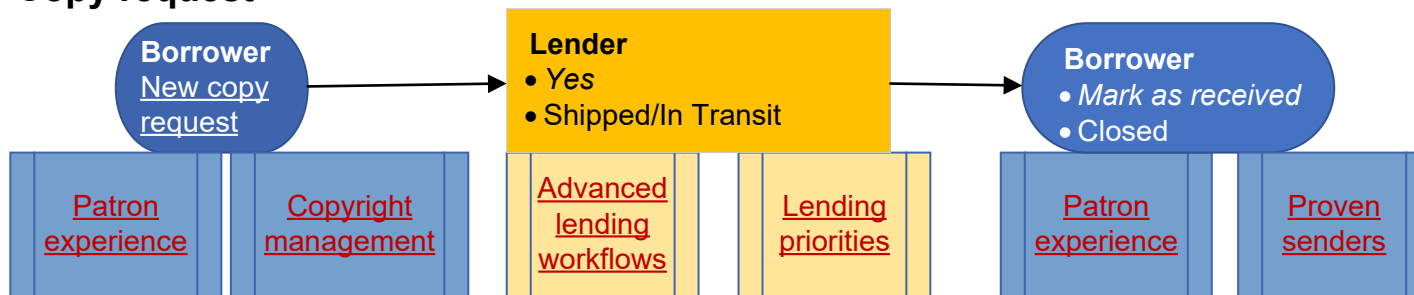 Copy request
Borrower
New copy
request
Lender
• Yes
• Shipped/In Transit
Borrower
• Mark as received
• Closed
Patron
experience
Copyright
management
Advanced
lending
workflows
Lending
priorities
Patron
experience
Proven
senders